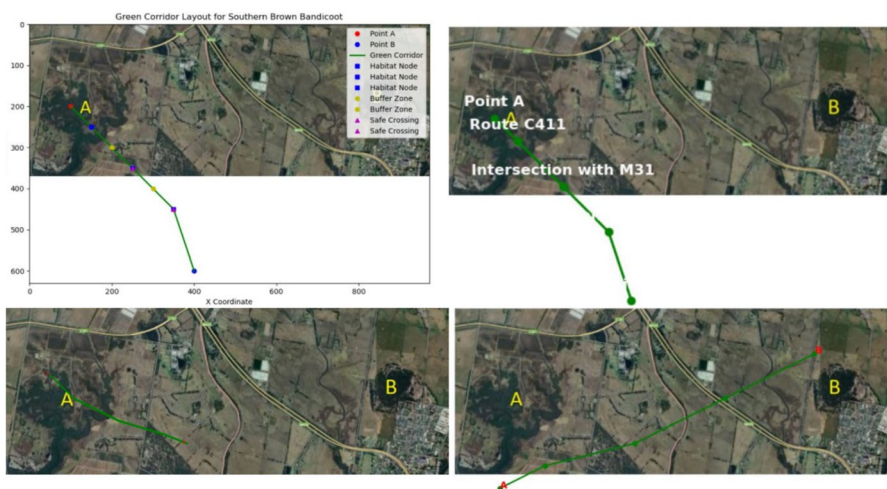 Green Corridor Layout for Southern Brown Bandicoot
0
100
200
300
400
500
600
0
200
400
600
800
X Coordinate
Point A
Point B
Green Corridor
Habitat Node
Habitat Node
Habitat Node
Buffer Zone
Buffer Zone
Safe Crossing
Safe Crossing
A
Point A
A
Route C411
Intersection with M31
B
A
B
A
B
B
A